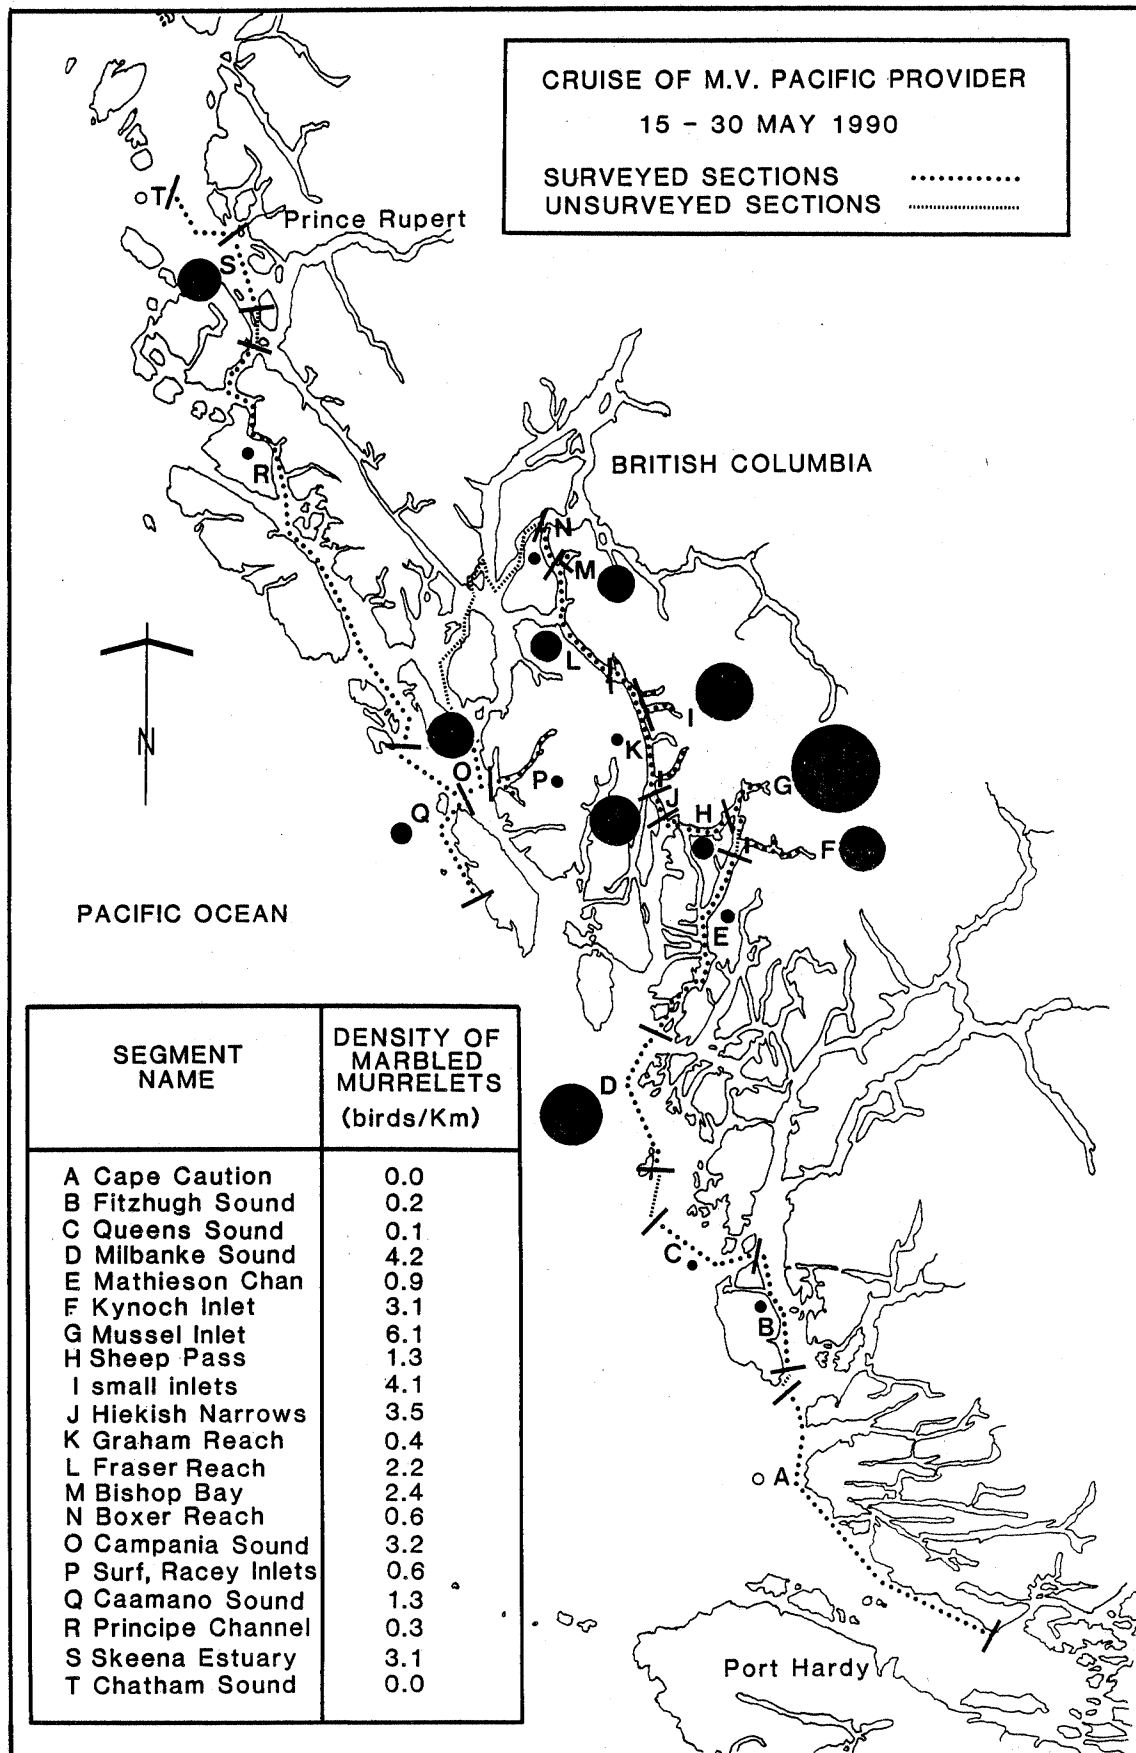 CRUISE OF M.V. PACIFIC PROVIDER
15 - 30 MAY 1990
SURVEYED SECTIONS
UNSURVEYED SECTIONS
T
Prince Rupert
S
R
BRITISH COLUMBIA
N
M
L
I
K
N
O
P
G
J
H
Q
F
E
PACIFIC OCEAN
D
C
B
A
Port Hardy
SEGMENT NAME
DENSITY OF MARBLED MURRELETS (birds/Km)
A Cape Caution 0.0
B Fitzhugh Sound 0.2
C Queens Sound 0.1
D Milbanke Sound 4.2
E Mathieson Chan 0.9
F Kynoch Inlet 3.1
G Mussel Inlet 6.1
H Sheep Pass 1.3
I small inlets 4.1
J Hiekish Narrows 3.5
K Graham Reach 0.4
L Fraser Reach 2.2
M Bishop Bay 2.4
N Boxer Reach 0.6
O Campania Sound 3.2
P Surf, Racey Inlets 0.6
Q Caamano Sound 1.3
R Principe Channel 0.3
S Skeena Estuary 3.1
T Chatham Sound 0.0